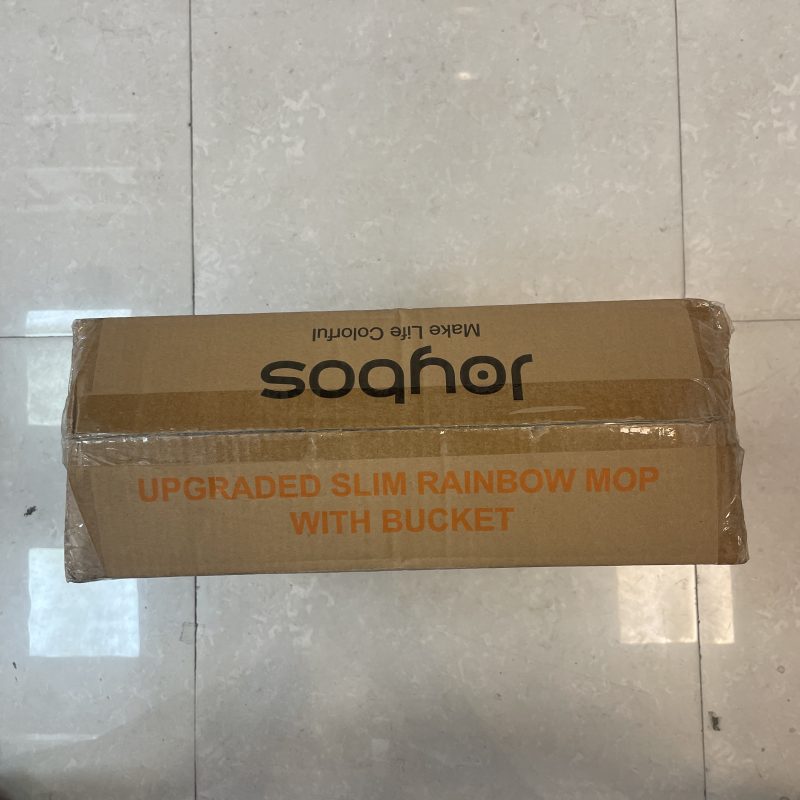 Make Life Colorful
Joybos
UPGRADED SLIM RAINBOW MOP
WITH BUCKET